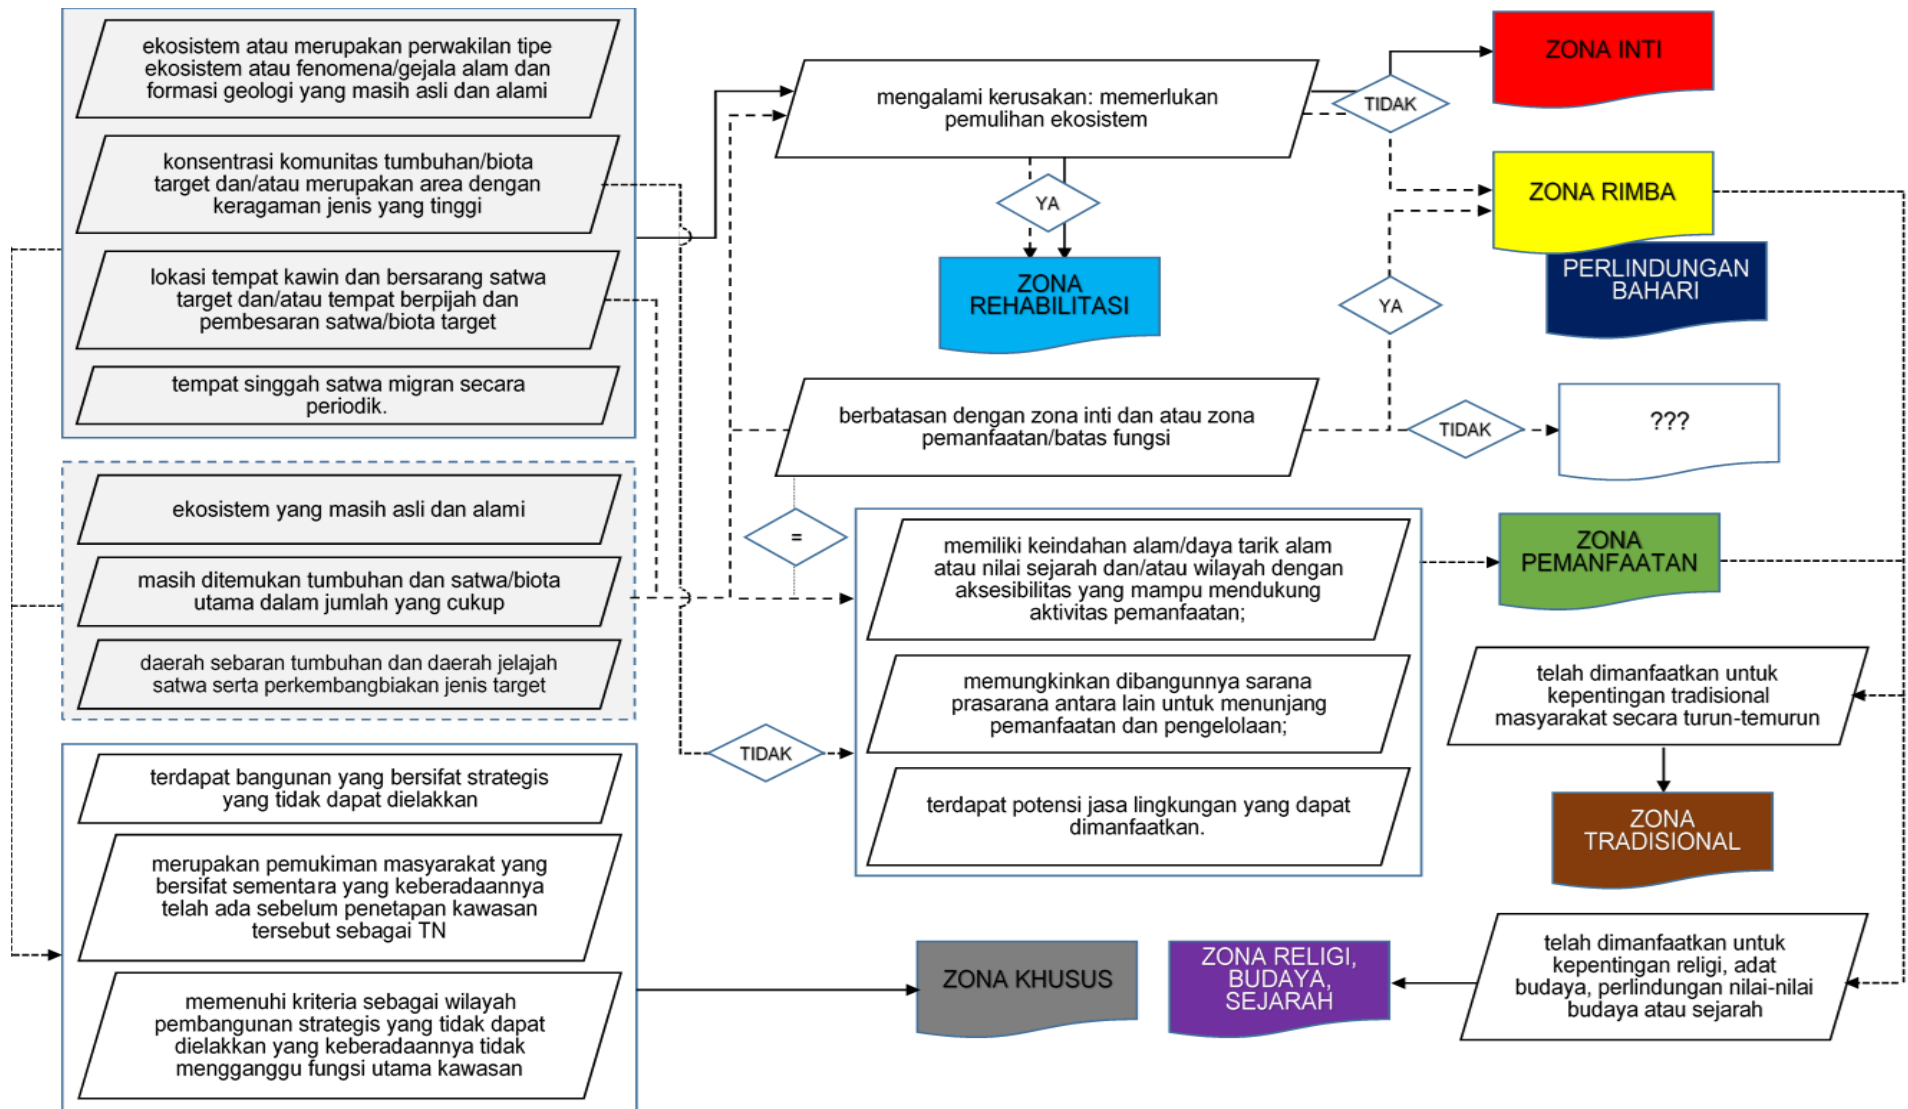 ekosistem atau merupakan perwakilan tipe
ekosistem atau fenomena/gejala alam dan
formasi geologi yang masih asli dan alami
konsentrasi komunitas tumbuhan/biota
target dan/atau merupakan area dengan
keragaman jenis yang tinggi
lokasi tempat kawin dan bersarang satwa
target dan/atau tempat berpijah dan
pembesaran satwa/biota target
tempat singgah satwa migran secara
periodik.
ekosistem yang masih asli dan alami
masih ditemukan tumbuhan dan satwa/biota
utama dalam jumlah yang cukup
daerah sebaran tumbuhan dan daerah jelajah
satwa serta perkembangbiakan jenis target
terdapat bangunan yang bersifat strategis
yang tidak dapat dielakkan
merupakan pemukiman masyarakat yang
bersifat sementara yang keberadaannya
telah ada sebelum penetapan kawasan
tersebut sebagai TN
memenuhi kriteria sebagai wilayah
pembangunan strategis yang tidak dapat
dielakkan yang keberadaannya tidak
mengganggu fungsi utama kawasan
mengalami kerusakan: memerlukan
pemulihan ekosistem
TIDAK
YA
ZONA
REHABILITASI
berbatasan dengan zona inti dan atau zona
pemanfaatan/batas fungsi
=
TIDAK
memiliki keindahan alam/daya tarik alam
atau nilai sejarah dan/atau wilayah dengan
aksesibilitas yang mampu mendukung
aktivitas pemanfaatan;
memungkinkan dibangunnya sarana
prasarana antara lain untuk menunjang
pemanfaatan dan pengelolaan;
terdapat potensi jasa lingkungan yang dapat
dimanfaatkan.
ZONA INTI
ZONA RIMBA
PERLINDUNGAN
BAHARI
YA
TIDAK
???
ZONA
PEMANFAATAN
telah dimanfaatkan untuk
kepentingan tradisional
masyarakat secara turun-temurun
ZONA
TRADISIONAL
telah dimanfaatkan untuk
kepentingan religi, adat
budaya, perlindungan nilai-nilai
budaya atau sejarah
ZONA RELIGI,
BUDAYA,
SEJARAH
ZONA KHUSUS